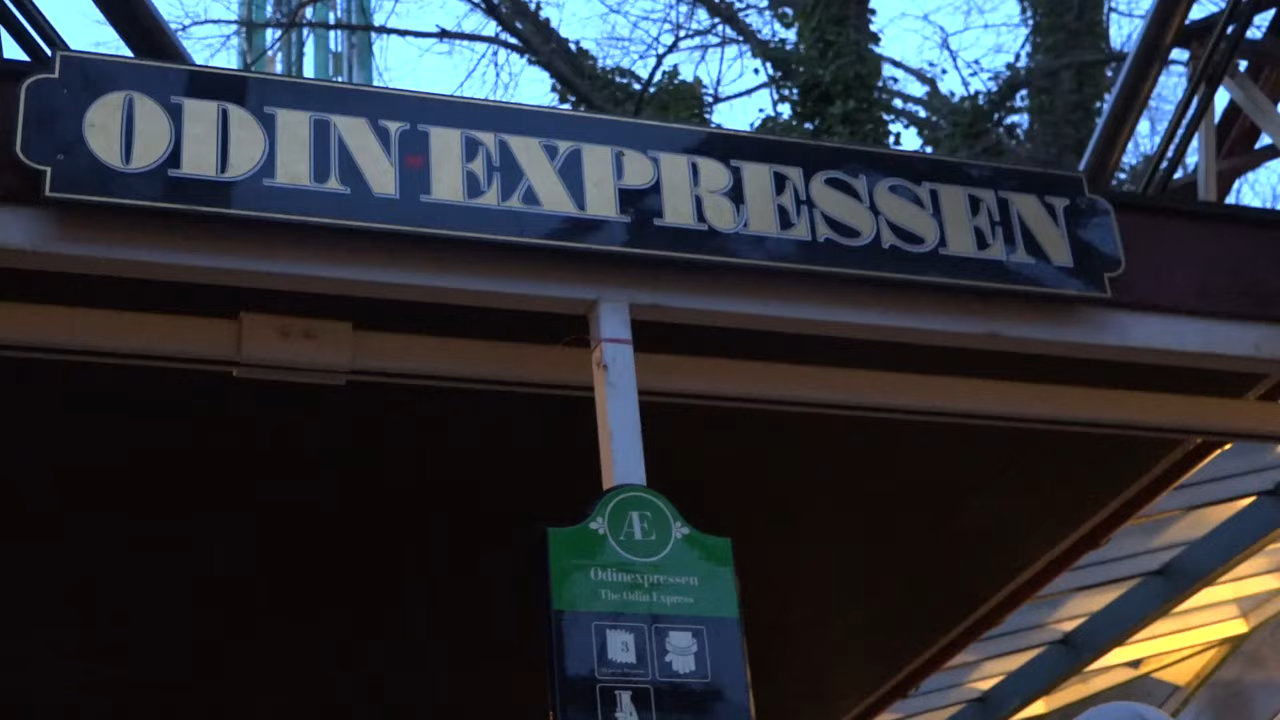 ODINEXPRESSEN
Æ
Odinexpressen
The Odin Express
3